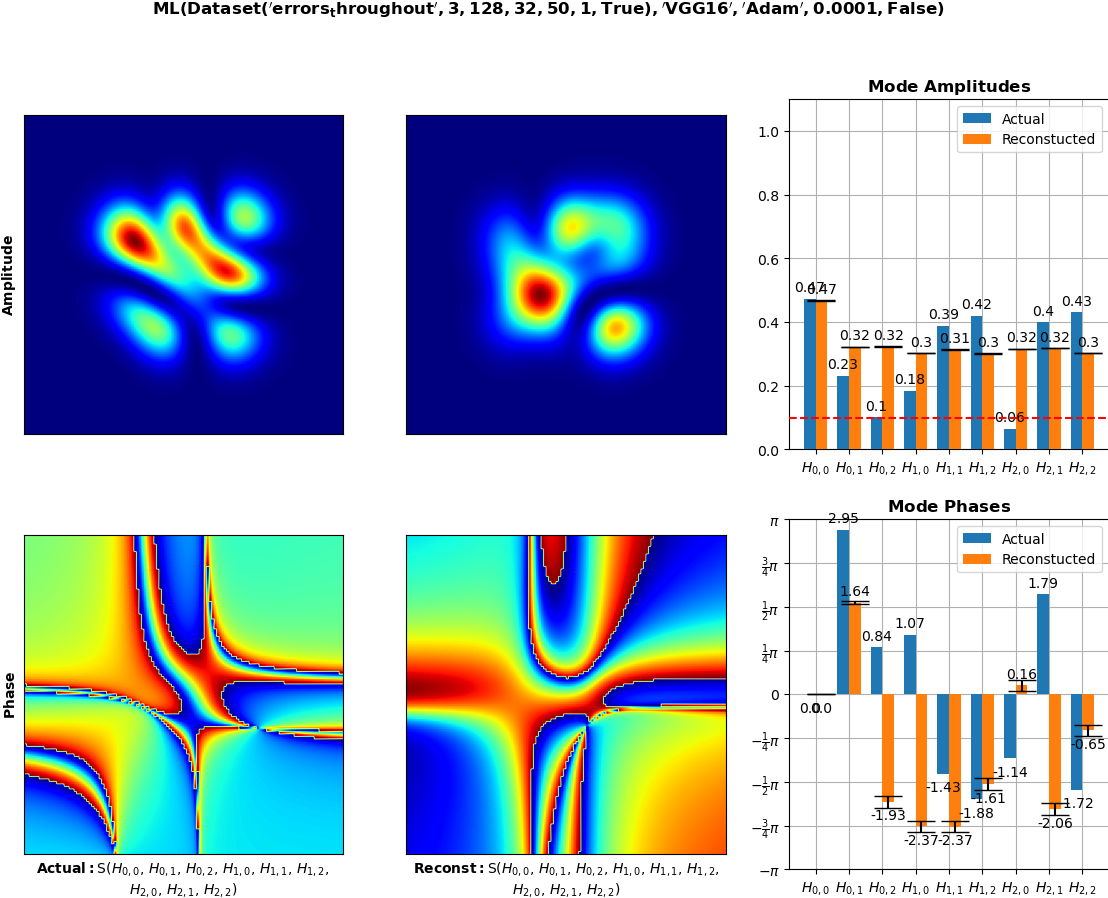 ML(Dataset('errors_throughout', 3, 128, 32, 50, 1, True), 'VGG16', 'Adam', 0.0001, False)
Amplitude
Mode Amplitudes
Actual
Reconstucted
1.0
0.8
0.6
0.4
0.2
0.0
0.47 0.47
0.23 0.32
0.1 0.32
0.18 0.3
0.39 0.31
0.42 0.3
0.06 0.32
0.4 0.32
0.43 0.3
H0,0 H0,1 H0,2 H1,0 H1,1 H1,2 H2,0 H2,1 H2,2
Phase
Actual: S(H0,0, H0,1, H0,2, H1,0, H1,1, H1,2,
H2,0, H2,1, H2,2)
Reconst: S(H0,0, H0,1, H0,2, H1,0, H1,1, H1,2,
H2,0, H2,1, H2,2)
Mode Phases
Actual
Reconstucted
π
3/4π
1/2π
1/4π
0
−1/4π
−1/2π
−3/4π
−π
0.0 0.0
2.95 1.64
0.84 -1.93
1.07 -2.37
-1.43 -2.37
-1.88 -1.61
-1.14 0.16
1.79 -2.06
-1.72 -0.65
H0,0 H0,1 H0,2 H1,0 H1,1 H1,2 H2,0 H2,1 H2,2